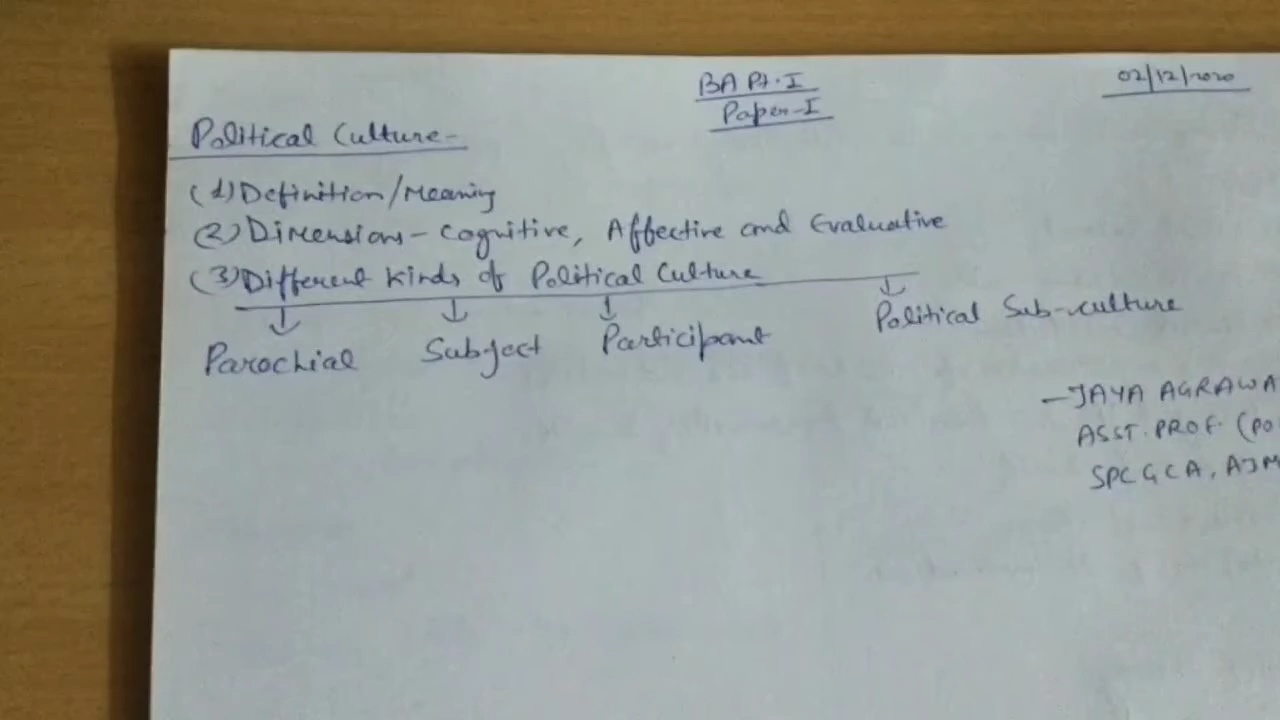 BA Pt. I
Paper-I
02/12/2020
Political Culture-
(1) Definition/Meaning
(2) Dimensions - Cognitive, Affective and Evaluative
(3) Different Kinds of Political Culture
Parochial Subject Participant Political Sub-culture
- JAYA AGRAWA
ASST. PROF. (PO
SPCGCA, AJM